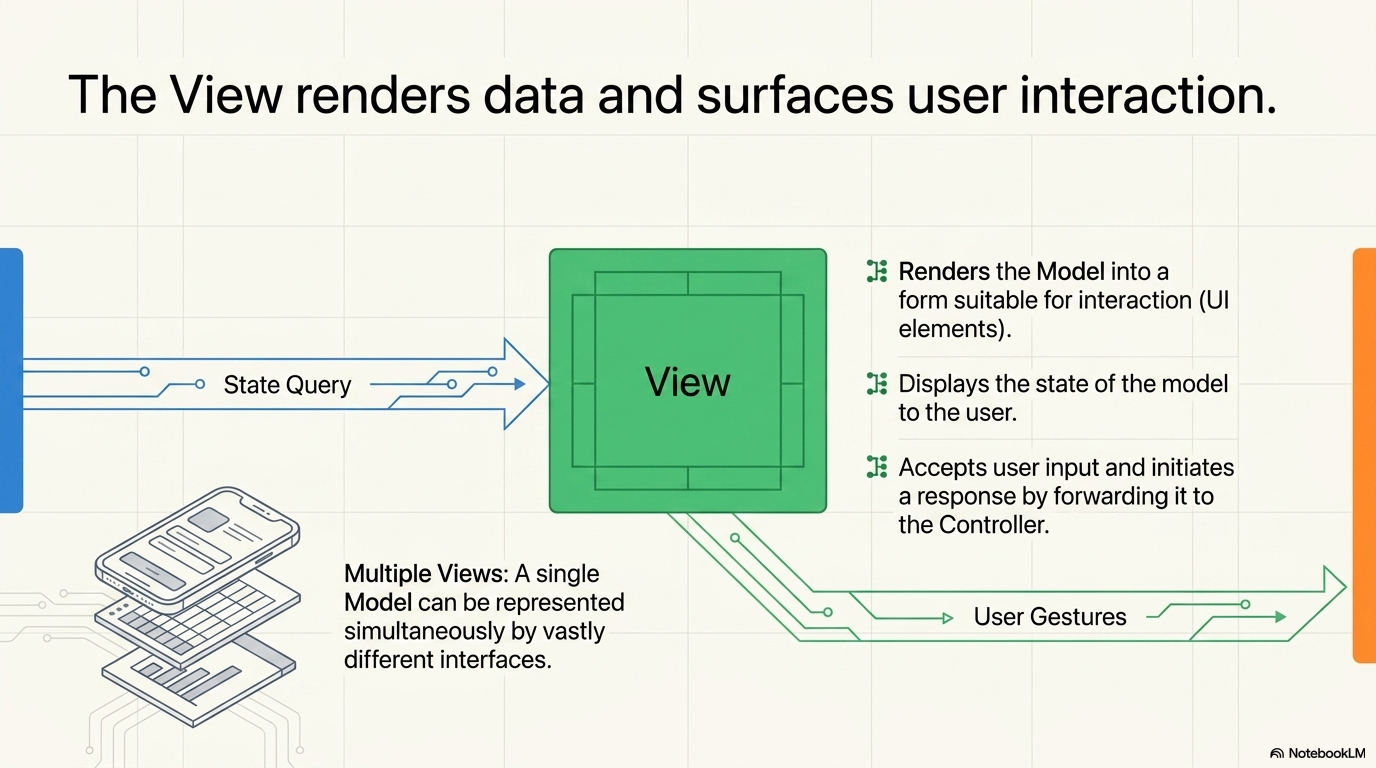 The View renders data and surfaces user interaction.
State Query
View
Renders the Model into a
form suitable for interaction (UI
elements).
Displays the state of the model
to the user.
Accepts user input and initiates
a response by forwarding it to
the Controller.
Multiple Views: A single
Model can be represented
simultaneously by vastly
different interfaces.
User Gestures
NotebookLM